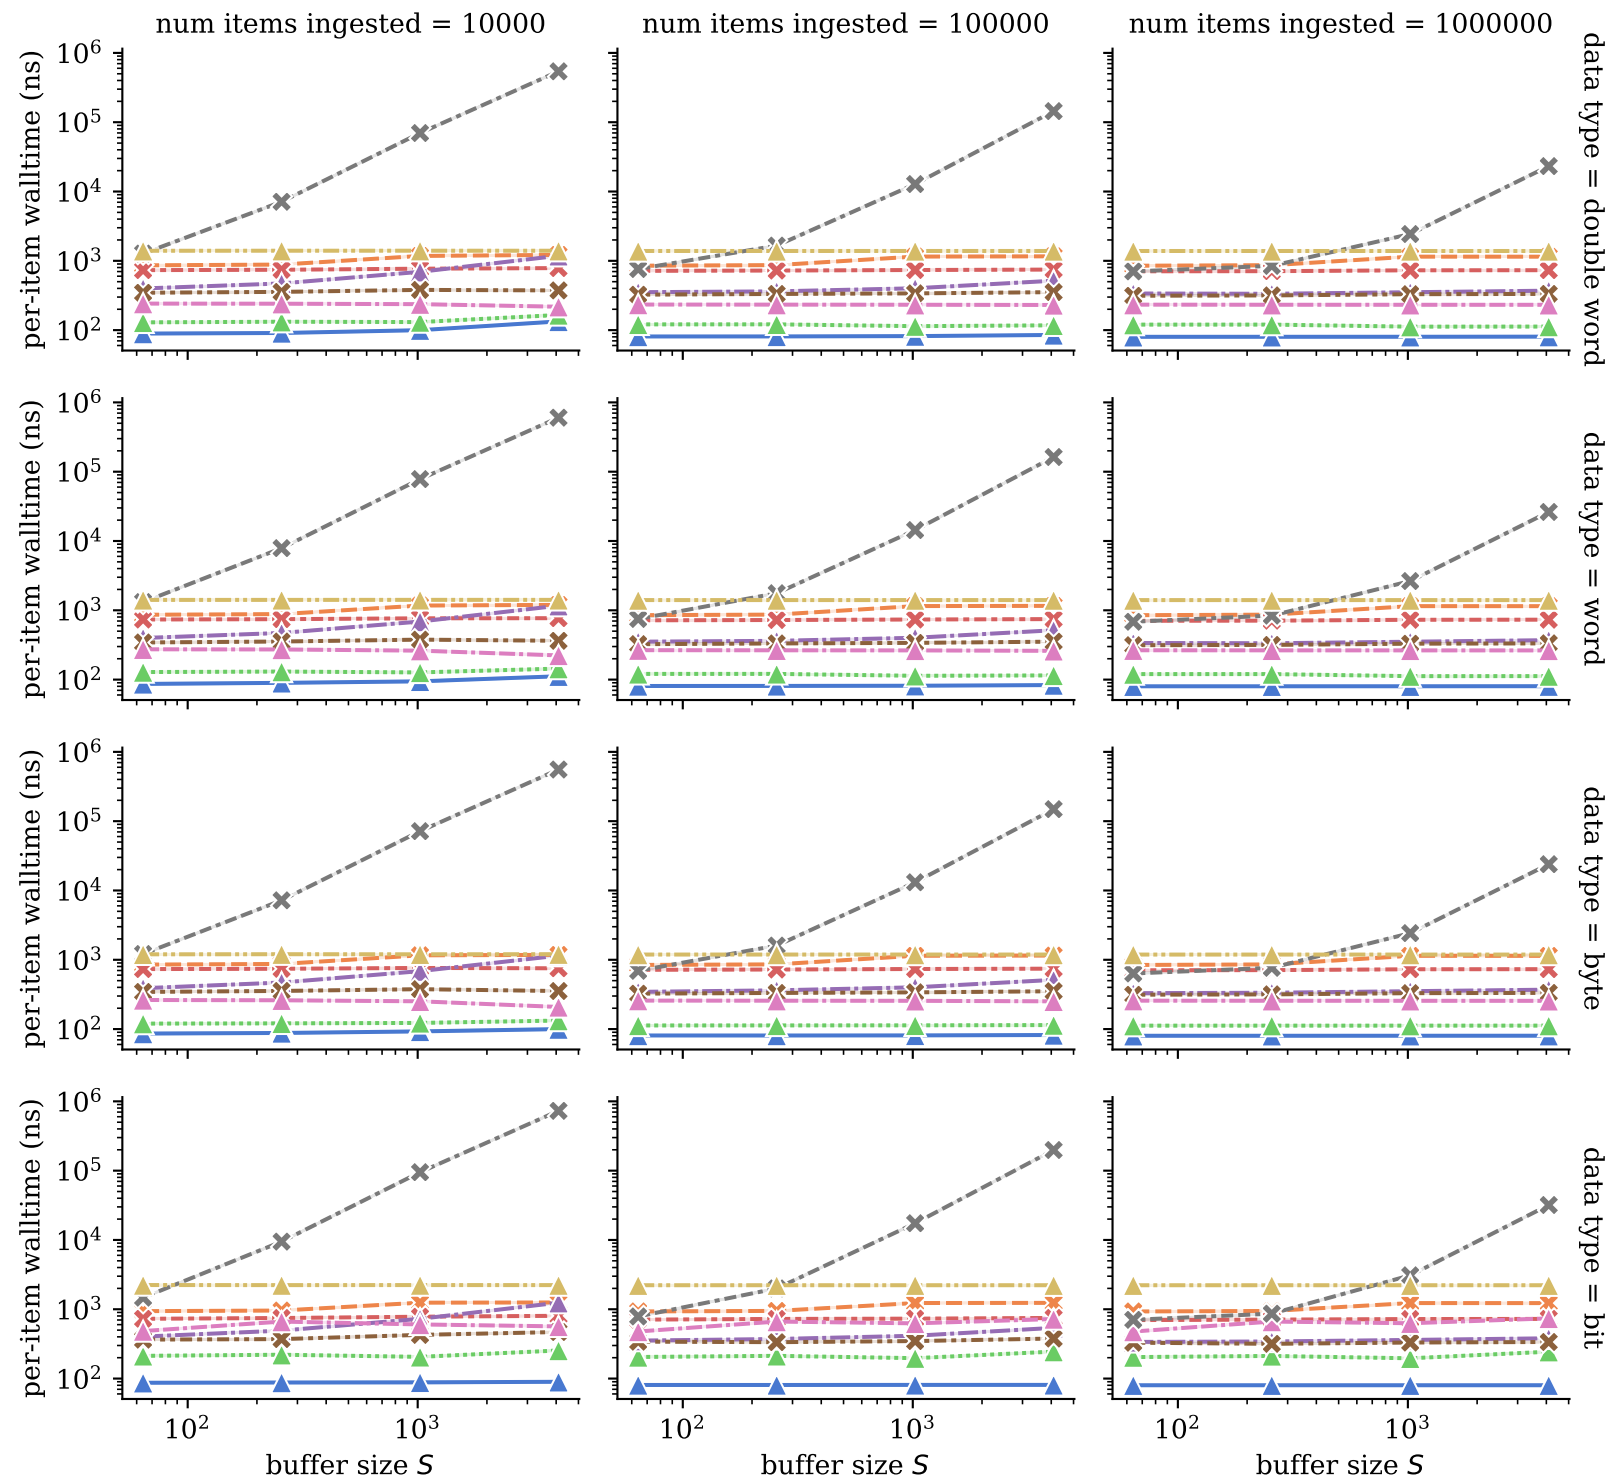 num items ingested = 10000
num items ingested = 100000
num items ingested = 1000000
per-item walltime (ns)
10⁶
10⁵
10⁴
10³
10²
data type = double word
per-item walltime (ns)
10⁶
10⁵
10⁴
10³
10²
data type = word
per-item walltime (ns)
10⁶
10⁵
10⁴
10³
10²
data type = byte
per-item walltime (ns)
10⁶
10⁵
10⁴
10³
10²
data type = bit
10² 10³
10² 10³
10² 10³
buffer size S
buffer size S
buffer size S